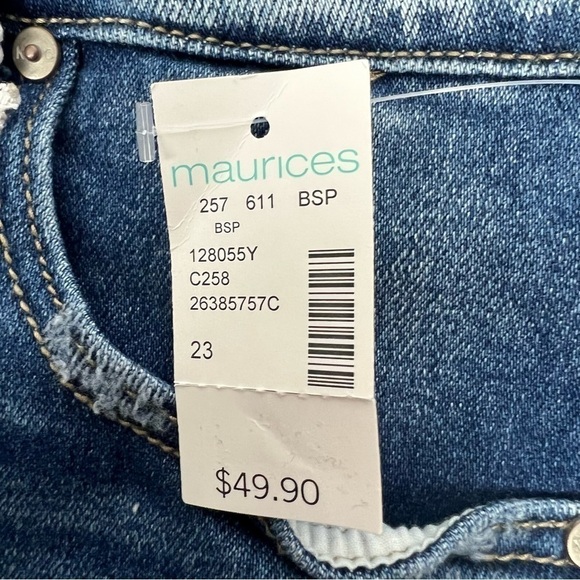 maurices
257 611 BSP
BSP
128055Y
C258
26385757C
23
$49.90